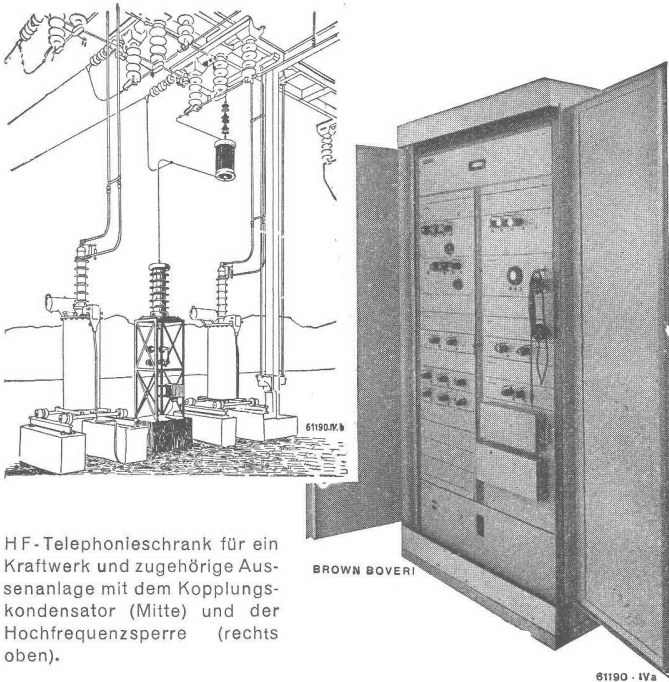 61190.IV.b
HF-Telephonieschrank für ein
Kraftwerk und zugehörige Aus-
senanlage mit dem Kopplungs-
kondensator (Mitte) und der
Hochfrequenzsperre (rechts
oben).
BROWN BOVERI
61190 · IVa